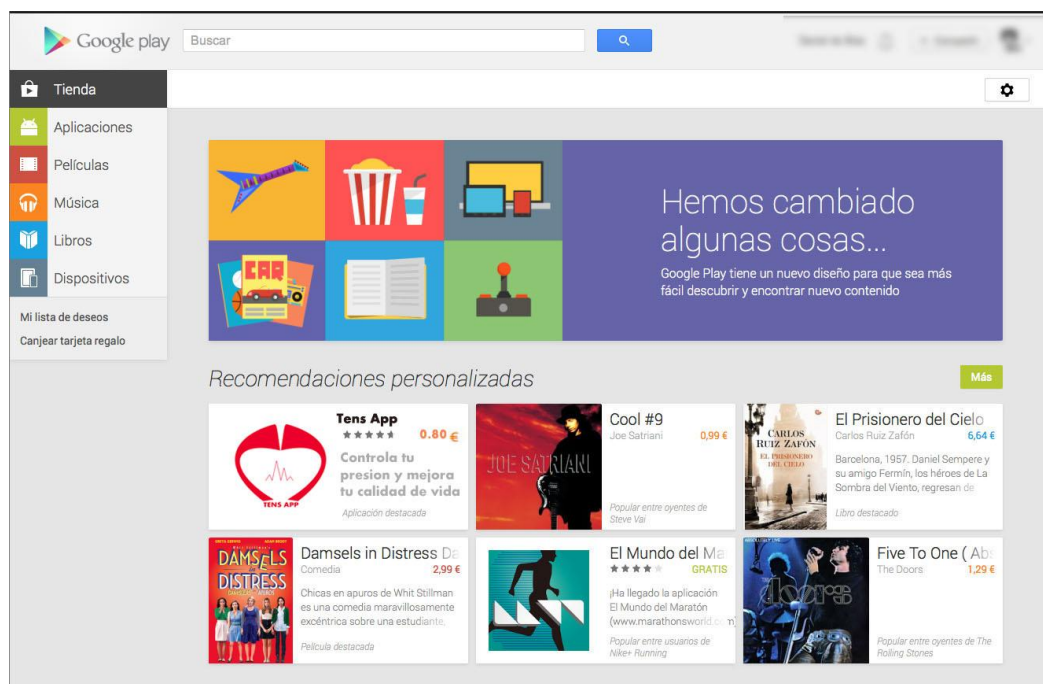 Google play
Buscar
Tienda
Aplicaciones
Películas
Música
Libros
Dispositivos
Mi lista de deseos
Canjear tarjeta regalo
Hemos cambiado
algunas cosas...
Google Play tiene un nuevo diseño para que sea más
fácil descubrir y encontrar nuevo contenido
CAR
Recomendaciones personalizadas
Más
TENS APP
Tens App
0.80 €
Controla tu
presion y mejora
tu calidad de vida
Aplicación destacada
JOE SATRIANI
Cool #9
Joe Satriani 0,99 €
Popular entre oyentes de
Steve Vai
CARLOS
RUIZ ZAFÓN
EL PRISIONERO
DEL CIELO
El Prisionero del Cielo
Carlos Ruiz Zafón 6,64 €
Barcelona, 1957. Daniel Sempere y
su amigo Fermín, los héroes de La
Sombra del Viento, regresan de
Libro destacado
DAMSELS
IN
DISTRESS
Damsels in Distress Da
Comedia 2,99 €
Chicas en apuros de Whit Stillman
es una comedia maravillosamente
excéntrica sobre una estudiante,
Película destacada
El Mundo del Ma
GRATIS
¡Ha llegado la aplicación
El Mundo del Maratón
(www.marathonsworld.com)
Popular entre usuarios de
Nike+ Running
ABSOLUTELY LIVE
doors
Five To One ( Abs
The Doors 1,29 €
Popular entre oyentes de The
Rolling Stones